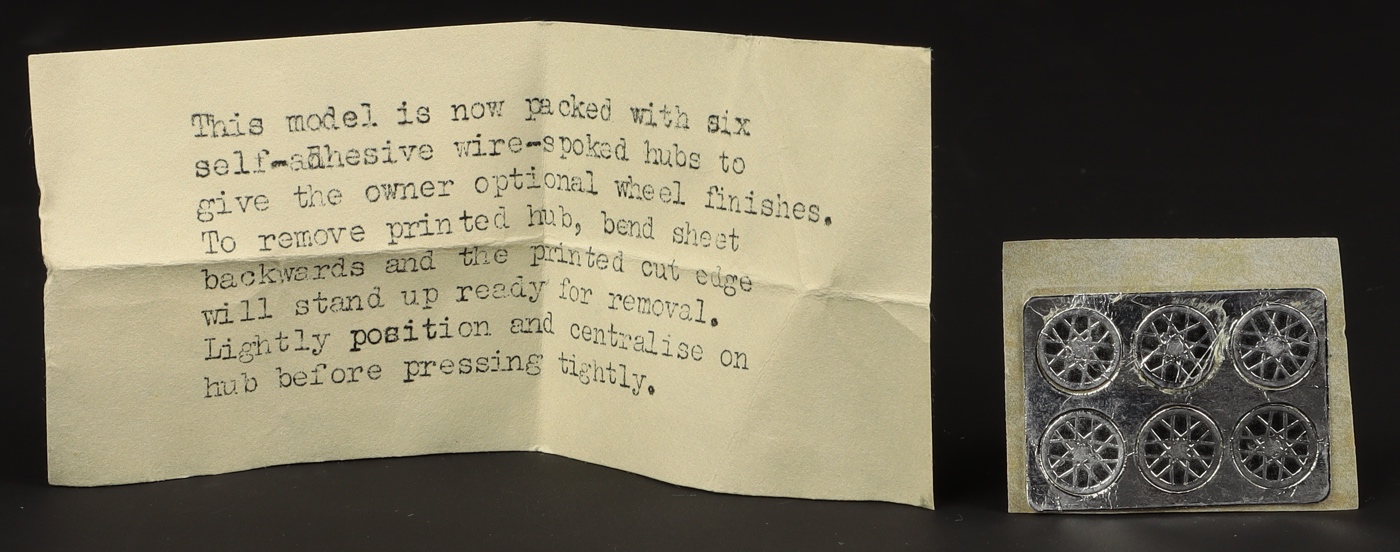 This model is now packed with six
self-adhesive wire-spoked hubs to
give the owner optional wheel finishes.
To remove printed hub, bend sheet
backwards and the printed cut edge
will stand up ready for removal.
Lightly position and centralise on
hub before pressing tightly.